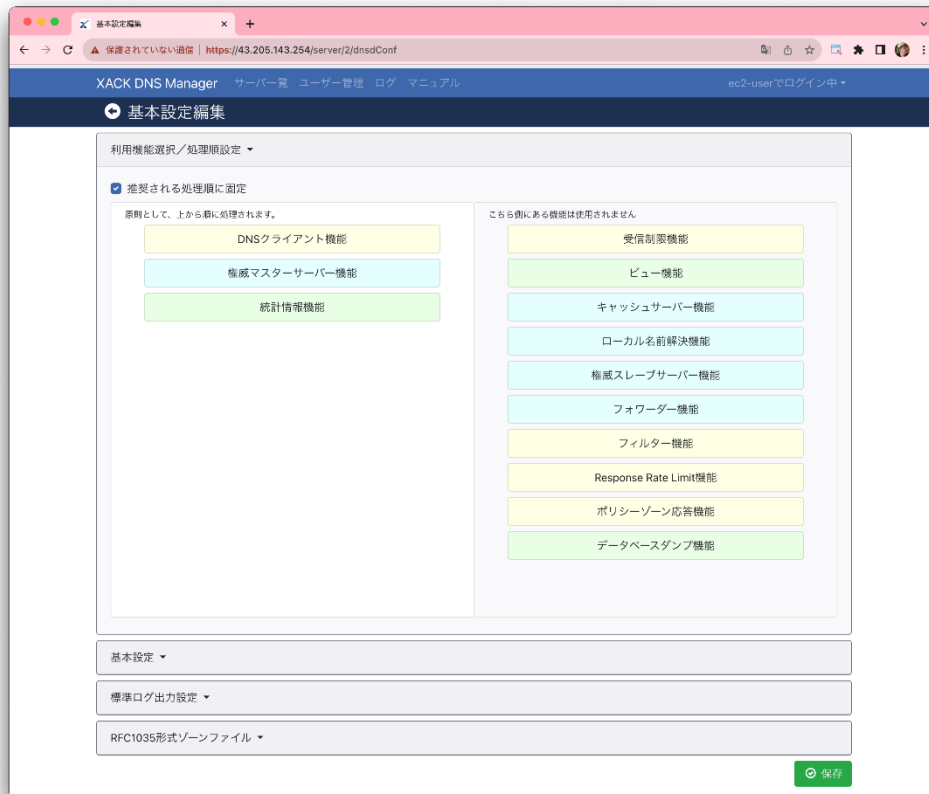 基本設定編集
保護されていない通信 | https://43.205.143.254/server/2/dnsdConf
XACK DNS Manager サーバー覧 ユーザー管理 ログ マニュアル ec2-userでログイン中
基本設定編集
利用機能選択／処理順設定
推奨される処理順に固定
原則として、上から順に処理されます。
DNSクライアント機能
権威マスターサーバー機能
統計情報機能
こちら側にある機能は使用されません
受信制限機能
ビュー機能
キャッシュサーバー機能
ローカル名前解決機能
権威スレーブサーバー機能
フォワーダー機能
フィルター機能
Response Rate Limit機能
ポリシーゾーン応答機能
データベースダンプ機能
基本設定
標準ログ出力設定
RFC1035形式ゾーンファイル
保存